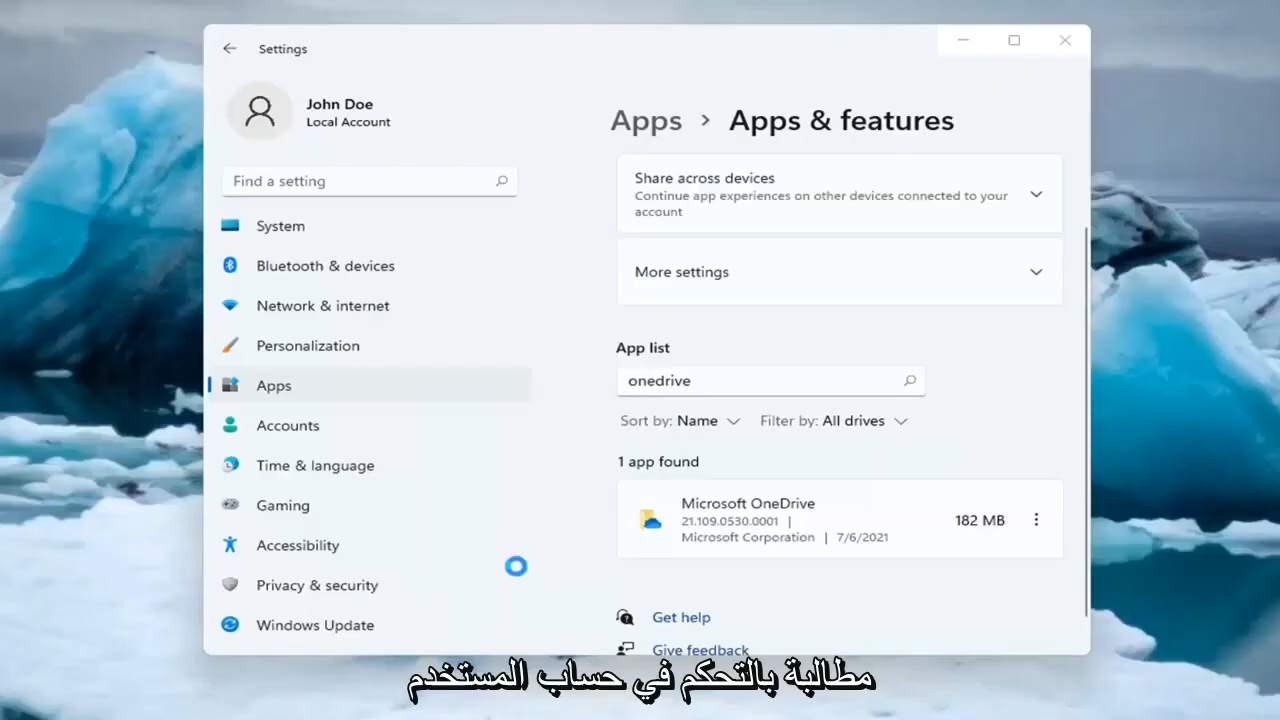 Settings
John Doe
Local Account
Find a setting
System
Bluetooth & devices
Network & internet
Personalization
Apps
Accounts
Time & language
Gaming
Accessibility
Privacy & security
Windows Update
Apps > Apps & features
Share across devices
Continue app experiences on other devices connected to your
account
More settings
App list
onedrive
Sort by: Name Filter by: All drives
1 app found
Microsoft OneDrive
21.109.0530.0001 |
Microsoft Corporation | 7/6/2021
182 MB
Get help
Give feedback
مطالبة بالتحكم في حساب المستخدم